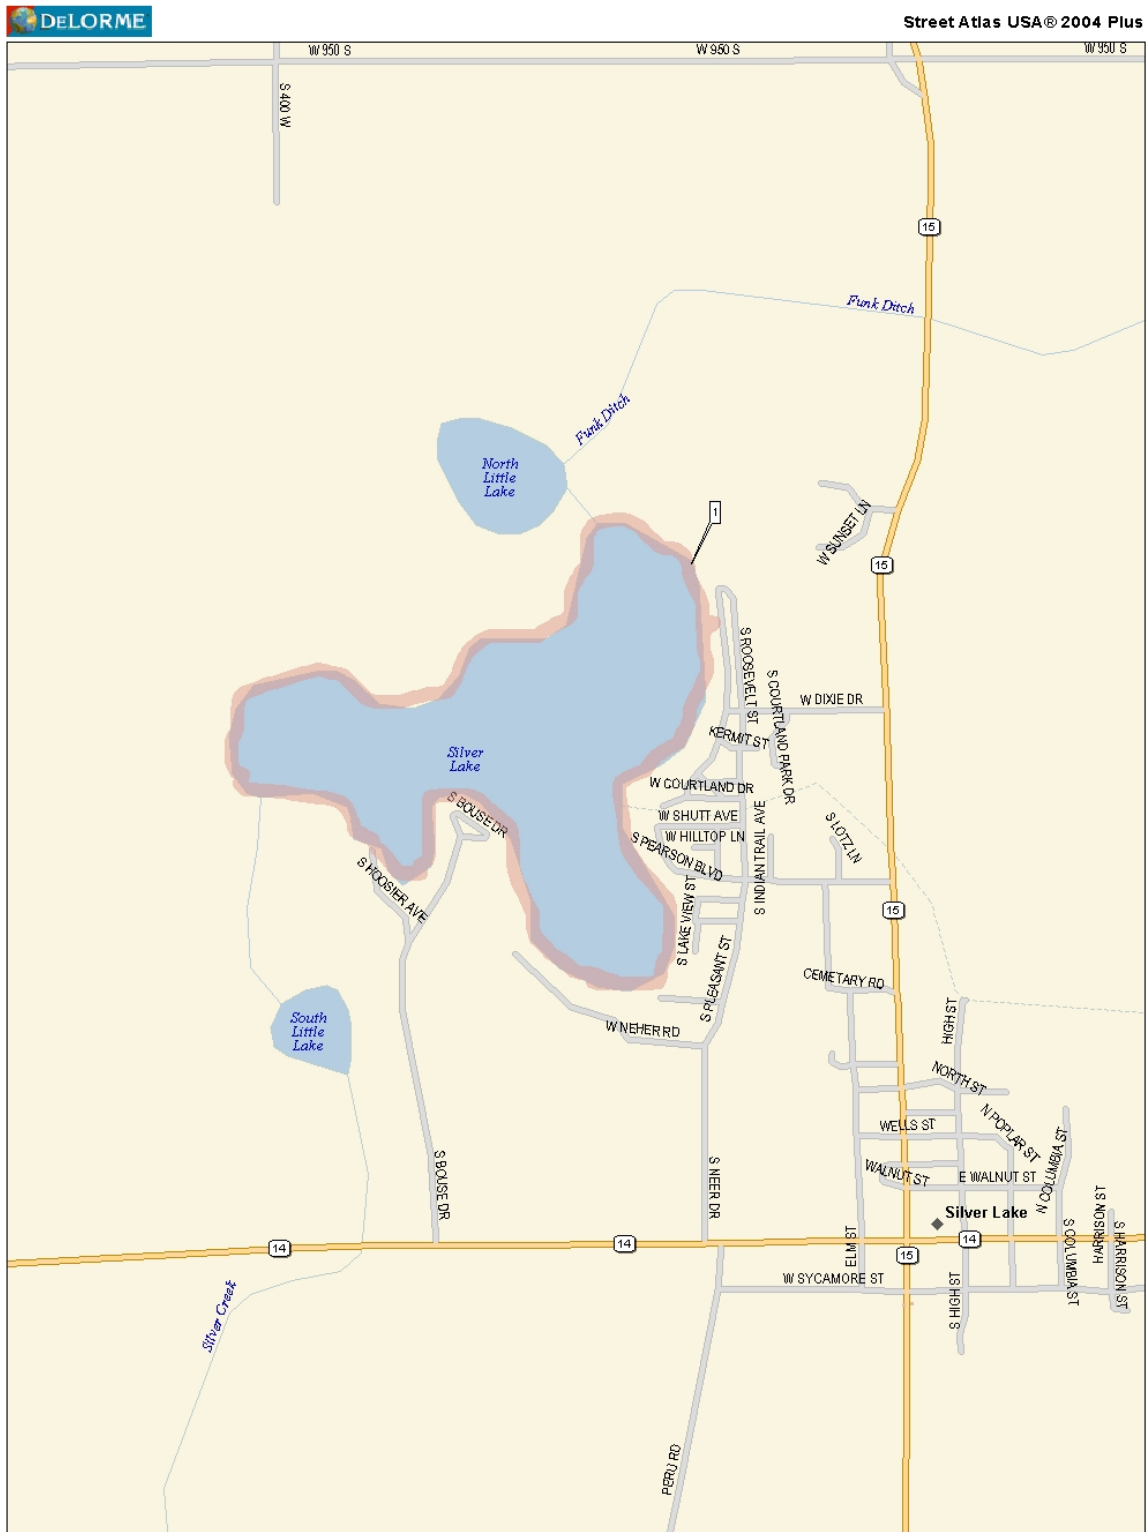 DELORME
Street Atlas USA® 2004 Plus
W 950 S
W 950 S
W 950 S
S 400 W
15
Funk Ditch
Funk Ditch
North
Little
Lake
1
W SUNSET LN
15
S ROOSEVELT ST
S COURTLAND PARK DR
W DIXIE DR
KERMIT ST
Silver
Lake
W COURTLAND DR
S BOUSE DR
W SHUTT AVE
W HILLTOP LN
S PEARSON BLVD
S INDIAN TRAIL AVE
S LOTZ LN
S HOOSIER AVE
S LAKE VIEW ST
15
S PLEASANT ST
CEMETARY RD
South
Little
Lake
W NEHER RD
HIGH ST
NORTH ST
N POPLAR ST
WELLS ST
N COLUMBIA ST
WALNUT ST
E WALNUT ST
S BOUSE DR
S NEER DR
HARRISON ST
Silver Lake
S HARRISON ST
S COLUMBIA ST
ELM ST
14
14
14
15
W SYCAMORE ST
S HIGH ST
Silver Creek
PERU RD